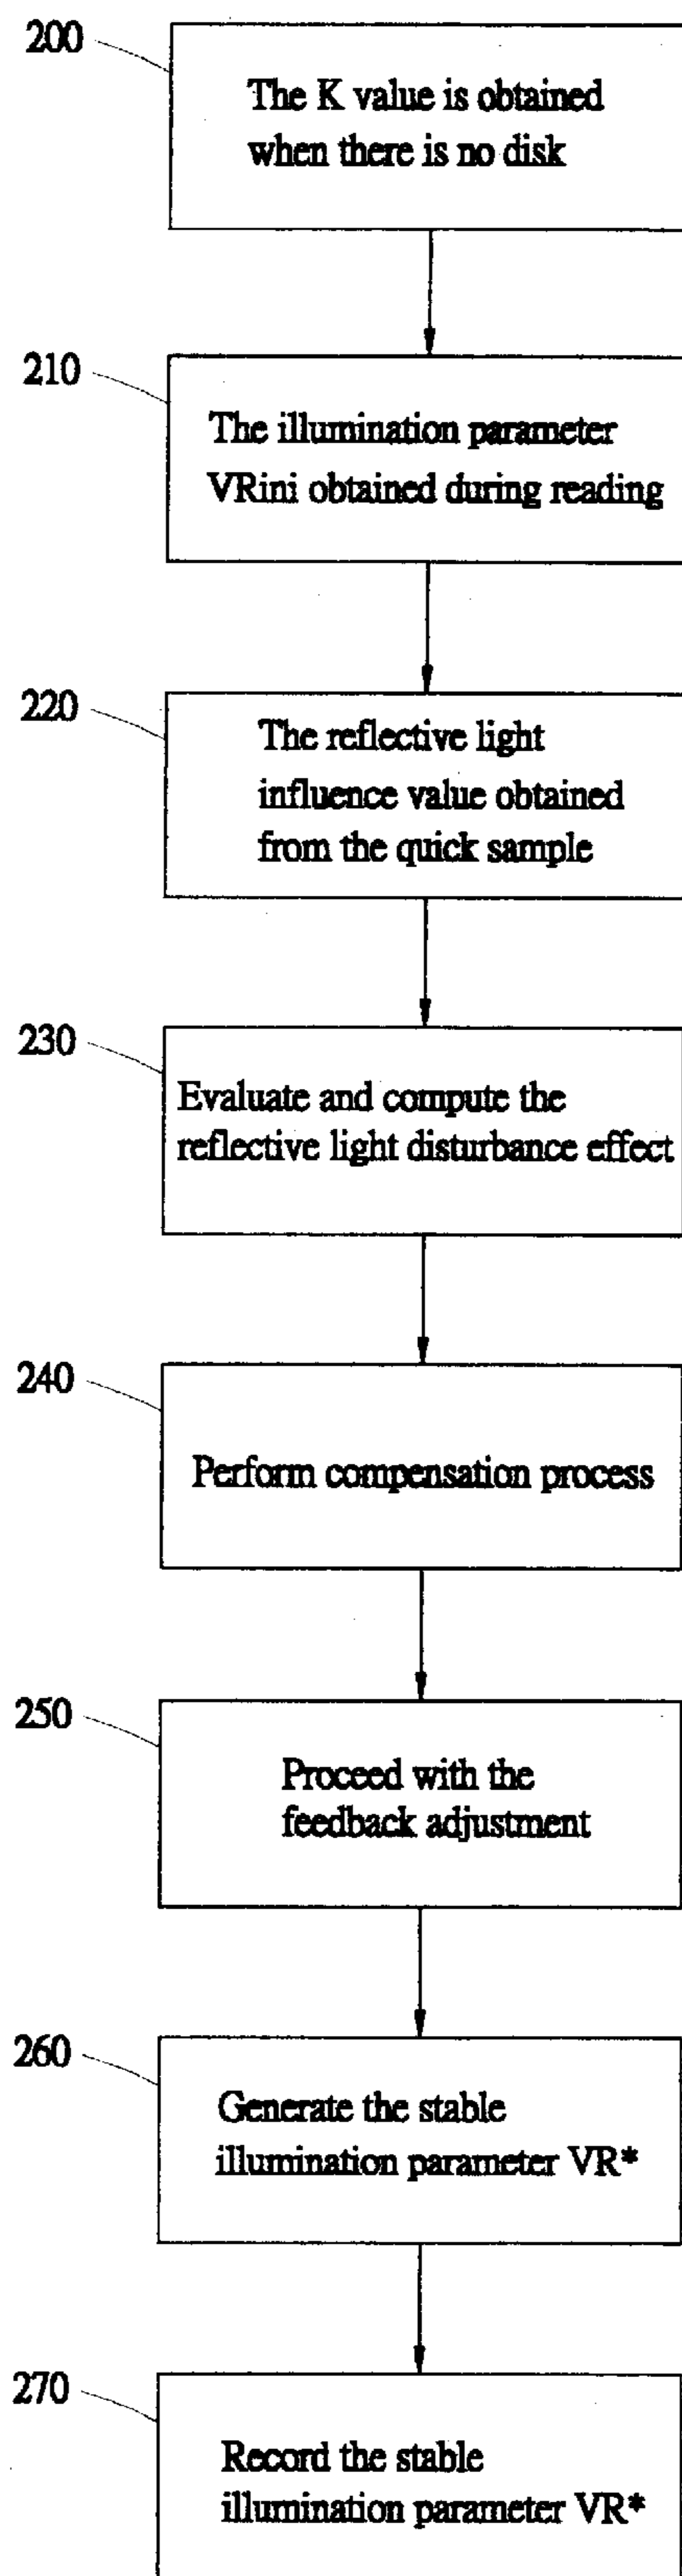 200
The K value is obtained
when there is no disk
210
The illumination parameter
VRini obtained during reading
220
The reflective light
influence value obtained
from the quick sample
230
Evaluate and compute the
reflective light disturbance effect
240
Perform compensation process
250
Proceed with the
feedback adjustment
260
Generate the stable
illumination parameter VR*
270
Record the stable
illumination parameter VR*